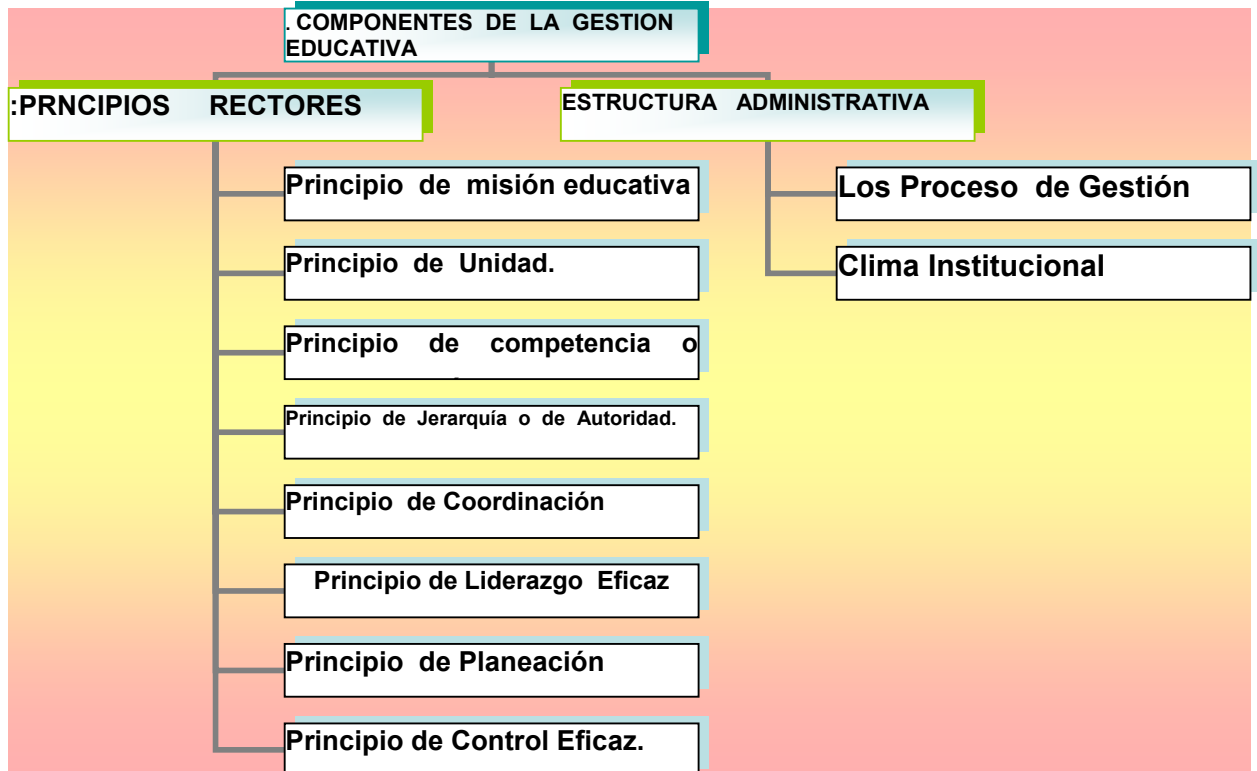 . COMPONENTES DE LA GESTION
EDUCATIVA
:PRNCIPIOS RECTORES
ESTRUCTURA ADMINISTRATIVA
Principio de misión educativa
Principio de Unidad.
Principio de competencia o
Principio de Jerarquía o de Autoridad.
Principio de Coordinación
Principio de Liderazgo Eficaz
Principio de Planeación
Principio de Control Eficaz.
Los Proceso de Gestión
Clima Institucional